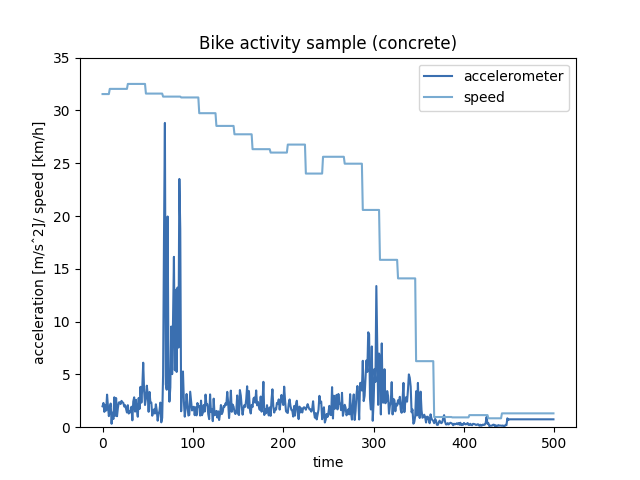 Bike activity sample (concrete)
accelerometer
speed
acceleration [m/s^2]/ speed [km/h]
35
30
25
20
15
10
5
0
0 100 200 300 400 500
time